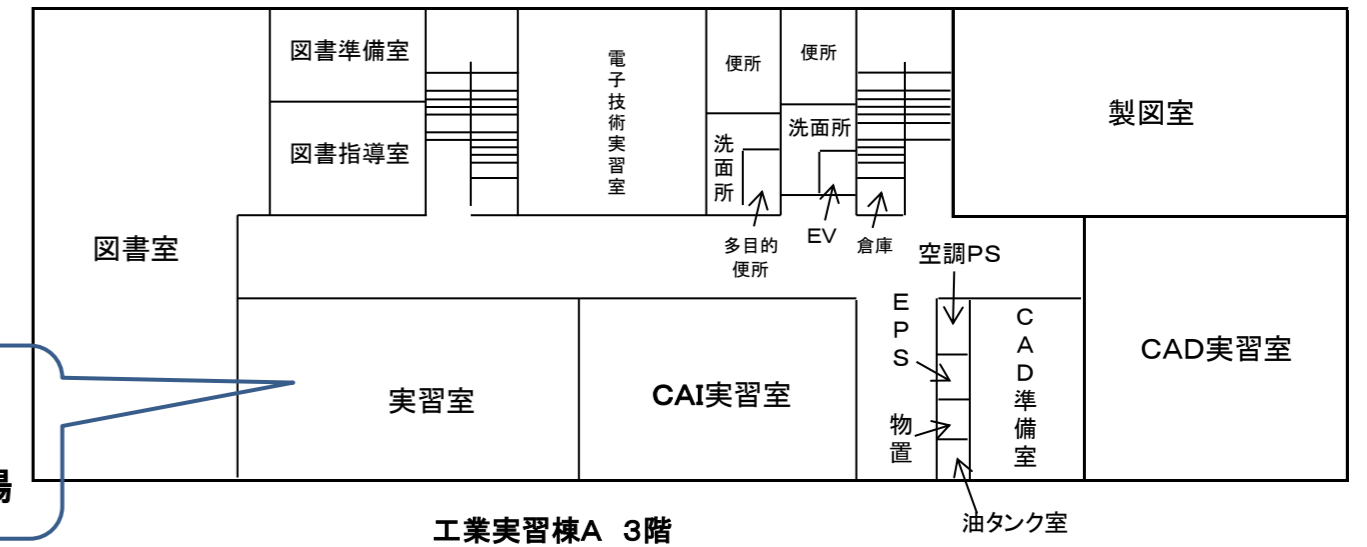 図書準備室
図書指導室
電子技術実習室
便所
便所
洗面所
洗面所
製図室
図書室
多目的
便所
EV
倉庫
空調PS
EPS
物置
油タンク室
CAD準備室
CAD実習室
実習室
CAI実習室
場
工業実習棟A 3階